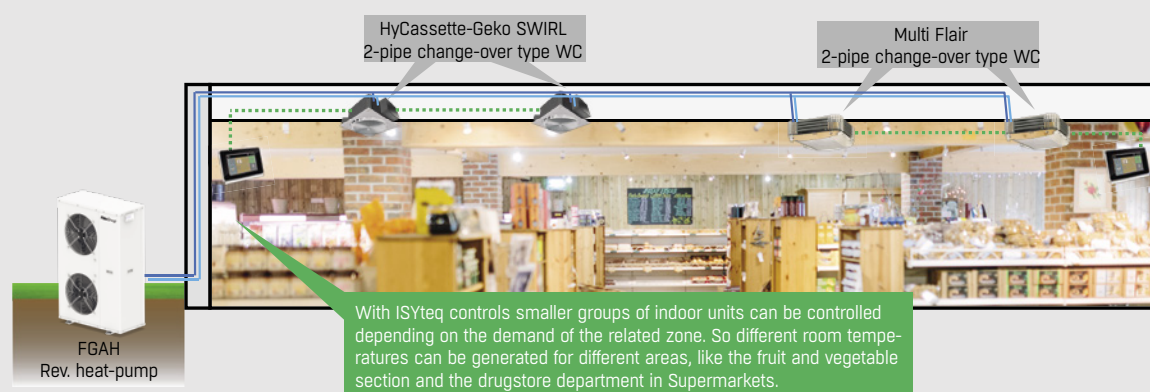 HyCassette-Geko SWIRL
2-pipe change-over type WC
Multi Flair
2-pipe change-over type WC
With ISYteq controls smaller groups of indoor units can be controlled
depending on the demand of the related zone. So different room tempe-
ratures can be generated for different areas, like the fruit and vegetable
section and the drugstore department in Supermarkets.
FGAH
Rev. heat-pump